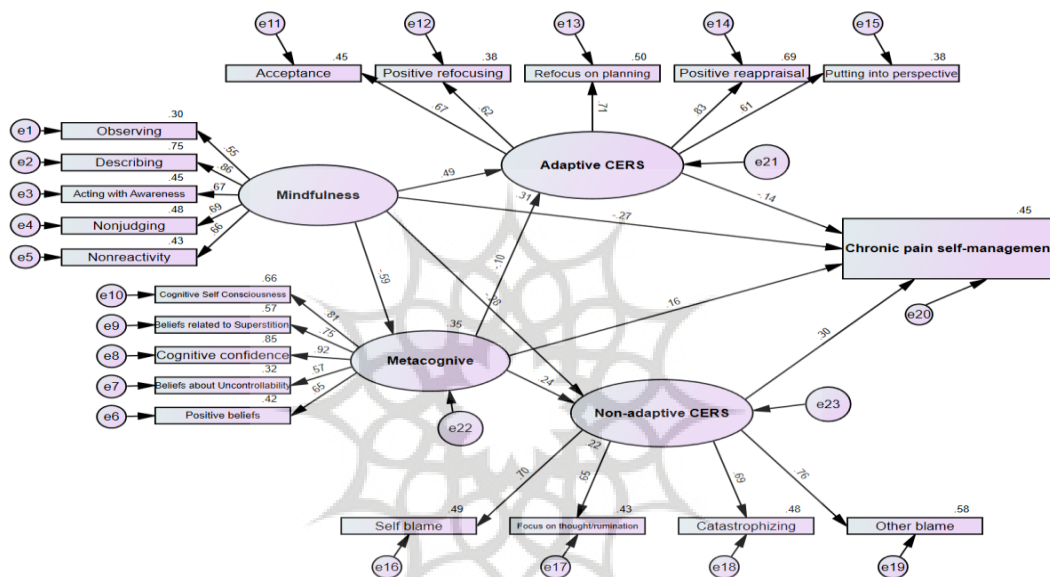 e11
e12
e13
e14
e15
.45
.38
.50
.69
.38
Acceptance
Positive refocusing
Refocus on planning
Positive reappraisal
Putting into perspective
.67
.62
.71
.83
.61
e1
.30
Observing
.55
e2
.75
Describing
.86
e3
.45
Acting with Awareness
.67
e4
.48
Nonjudging
.69
e5
.43
Nonreactivity
.66
Mindfulness
Adaptive CERS
e21
.49
.31
-.14
-.27
-.10
-.59
-.28
.45
Chronic pain self-management
e20
.16
.30
e10
.66
Cognitive Self Consciousness
.81
e9
.57
Beliefs related to Superstition
.75
e8
.85
Cognitive confidence
.92
e7
.32
Beliefs about Uncontrollability
.57
e6
.42
Positive beliefs
.65
.35
Metacognive
e22
.24
Non-adaptive CERS
e23
.22
.70
.65
.69
.76
.49
.43
.48
.58
Self blame
Focus on thought/rumination
Catastrophizing
Other blame
e16
e17
e18
e19